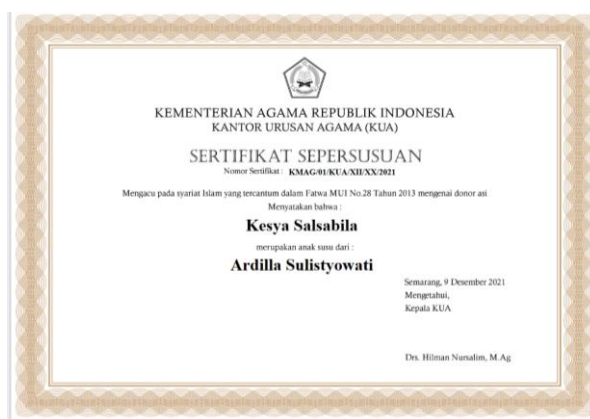 KEMENTERIAN AGAMA REPUBLIK INDONESIA
KANTOR URUSAN AGAMA (KUA)
SERTIFIKAT SEPERSUSUAN
Nomor Sertifikat : KMAG/01/KUA/XII/XX/2021
Mengacu pada syariat Islam yang tercantum dalam Fatwa MUI No.28 Tahun 2013 mengenai donor asi
Menyatakan bahwa :
Kesya Salsabila
merupakan anak susu dari :
Ardilla Sulistyowati
Semarang, 9 Desember 2021
Mengetahui,
Kepala KUA
Drs. Hilman Nursalim, M.Ag